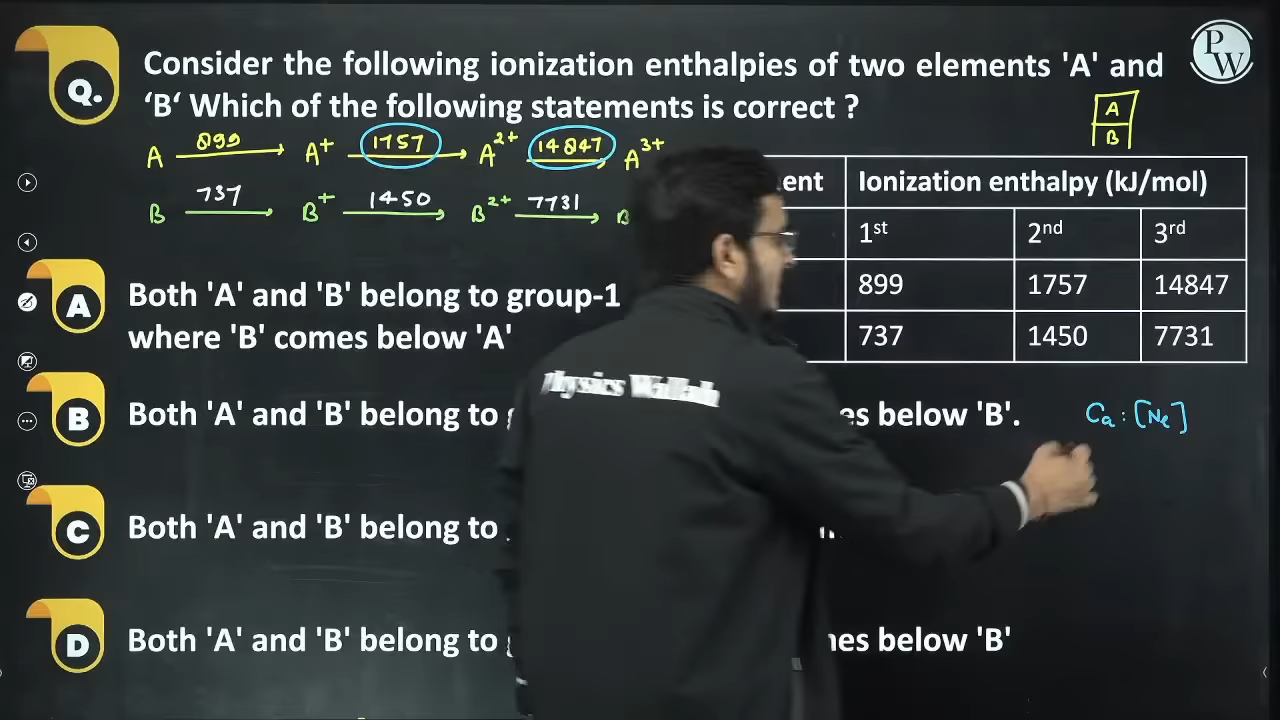 Q.
Consider the following ionization enthalpies of two elements 'A' and
‘B‘ Which of the following statements is correct ?
PW
A
B
A 899 A+ 1757 A2+ 14847 A3+
B 737 B+ 1450 B2+ 7731 B
Ionization enthalpy (kJ/mol)
1st 2nd 3rd
899 1757 14847
737 1450 7731
A
Both 'A' and 'B' belong to group-1
where 'B' comes below 'A'
B
Both 'A' and 'B' belong to below 'B'.
Ca : [Ne]
C
Both 'A' and 'B' belong to
D
Both 'A' and 'B' belong to below 'B'
Physics Wallah